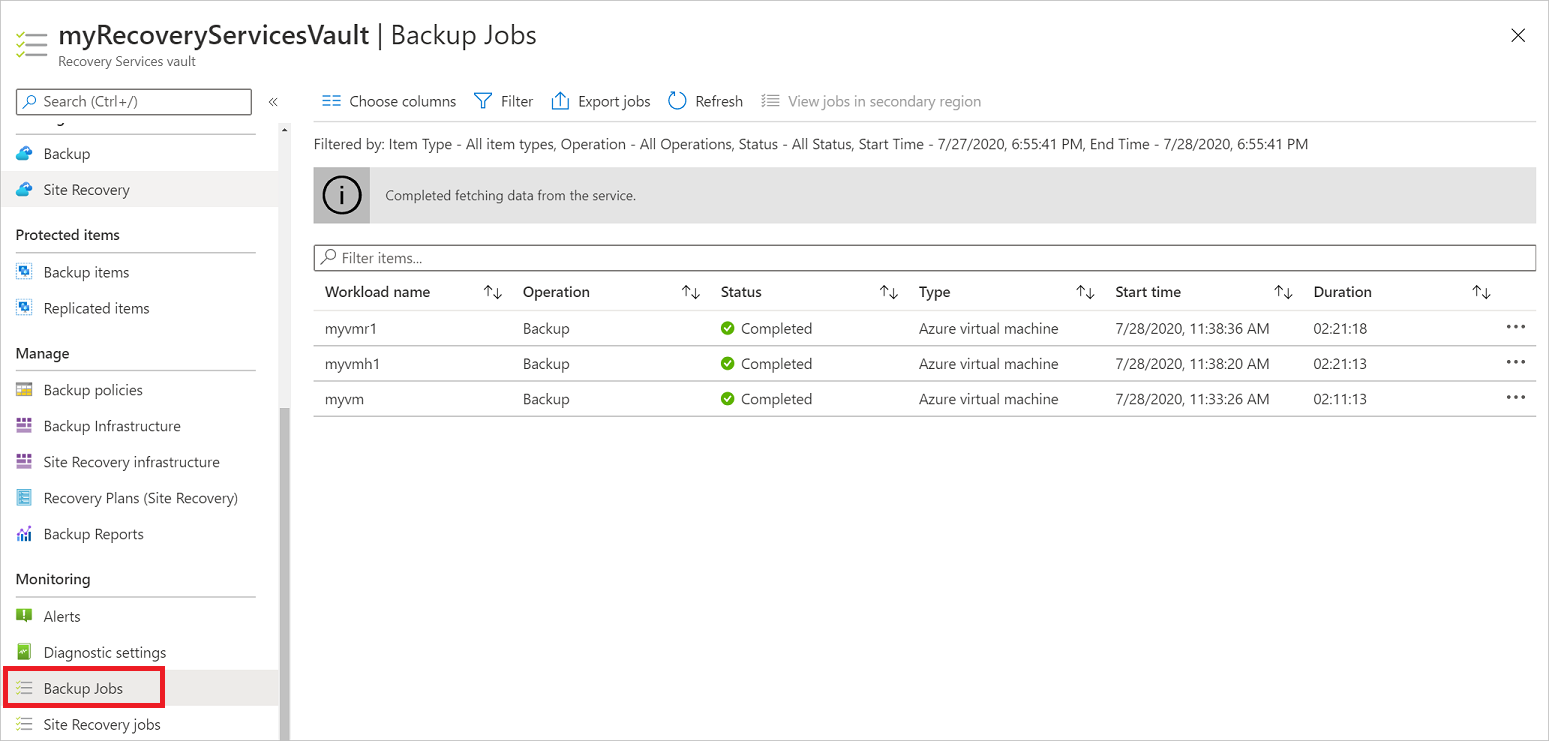 myRecoveryServicesVault | Backup Jobs
Recovery Services vault
Search (Ctrl+/)
«
Backup
Site Recovery
Protected items
Backup items
Replicated items
Manage
Backup policies
Backup Infrastructure
Site Recovery infrastructure
Recovery Plans (Site Recovery)
Backup Reports
Monitoring
Alerts
Diagnostic settings
Backup Jobs
Site Recovery jobs
Choose columns Filter Export jobs Refresh View jobs in secondary region
Filtered by: Item Type - All item types, Operation - All Operations, Status - All Status, Start Time - 7/27/2020, 6:55:41 PM, End Time - 7/28/2020, 6:55:41 PM
Completed fetching data from the service.
Filter items...
Workload name Operation Status Type Start time Duration
myvmr1 Backup Completed Azure virtual machine 7/28/2020, 11:38:36 AM 02:21:18
myvmh1 Backup Completed Azure virtual machine 7/28/2020, 11:38:20 AM 02:21:13
myvm Backup Completed Azure virtual machine 7/28/2020, 11:33:26 AM 02:11:13